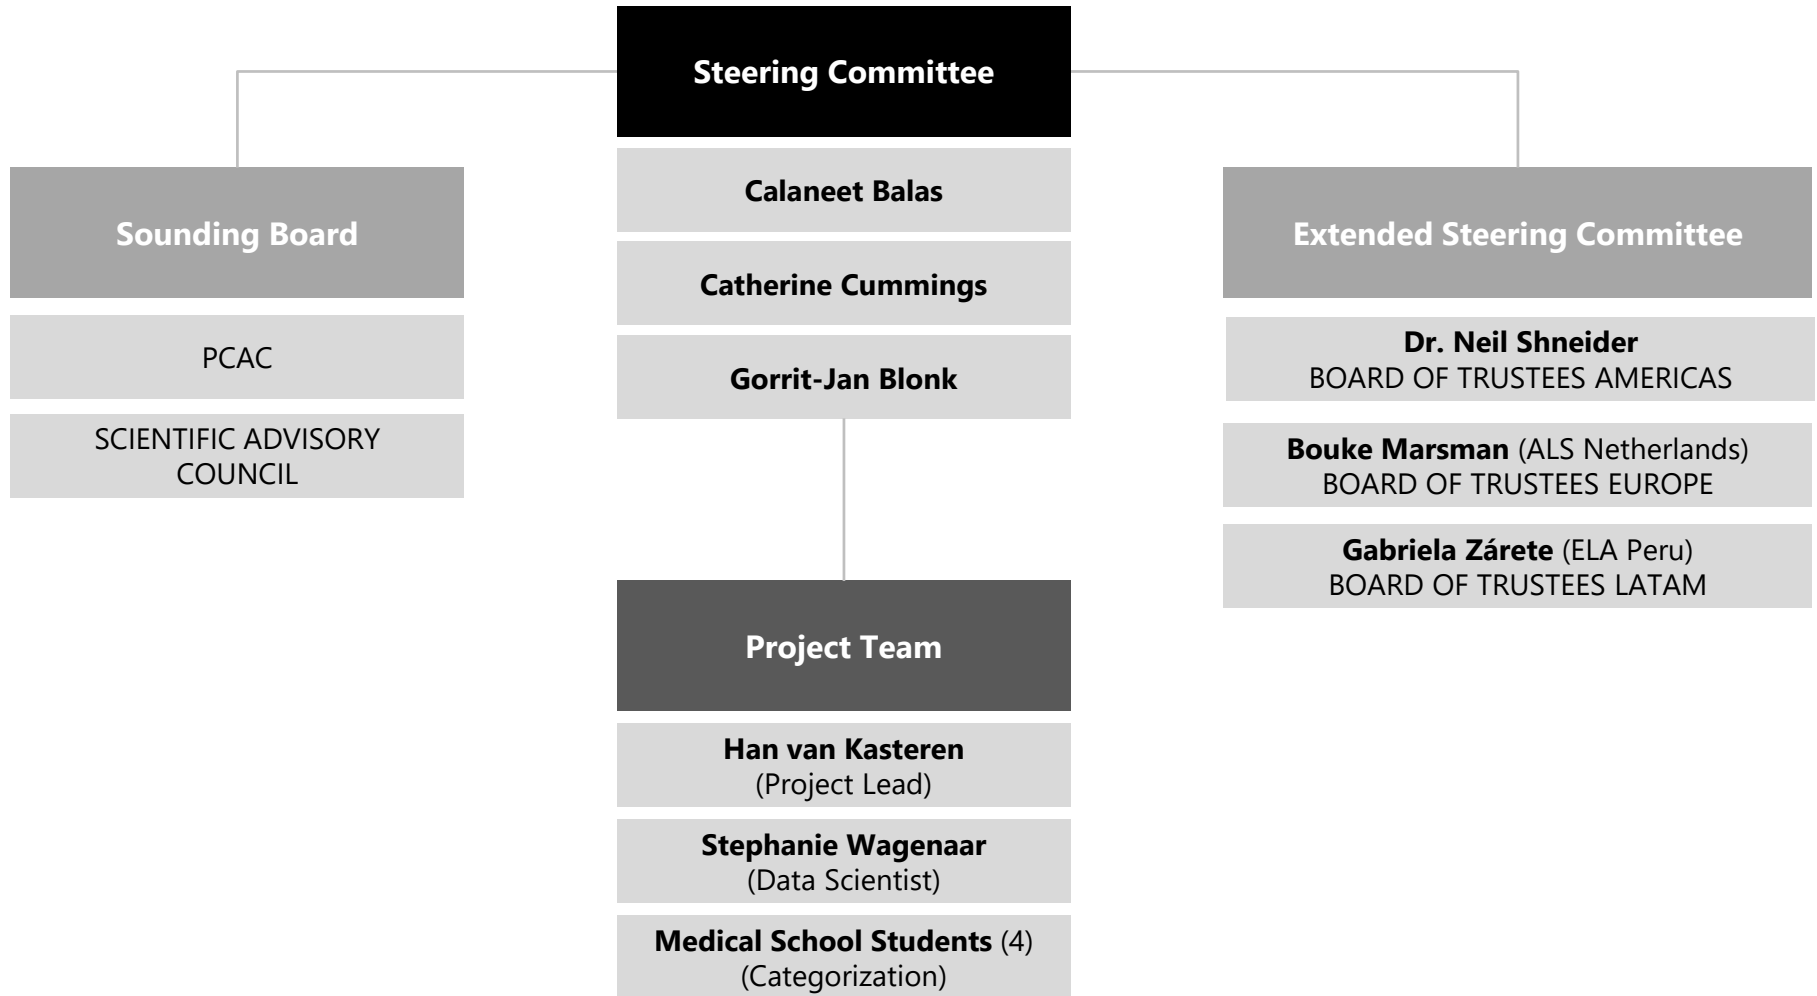 Steering Committee
Calaneet Balas
Catherine Cummings
Gorrit-Jan Blonk
Sounding Board
PCAC
SCIENTIFIC ADVISORY
COUNCIL
Extended Steering Committee
Dr. Neil Shneider
BOARD OF TRUSTEES AMERICAS
Bouke Marsman (ALS Netherlands)
BOARD OF TRUSTEES EUROPE
Gabriela Zárete (ELA Peru)
BOARD OF TRUSTEES LATAM
Project Team
Han van Kasteren
(Project Lead)
Stephanie Wagenaar
(Data Scientist)
Medical School Students (4)
(Categorization)